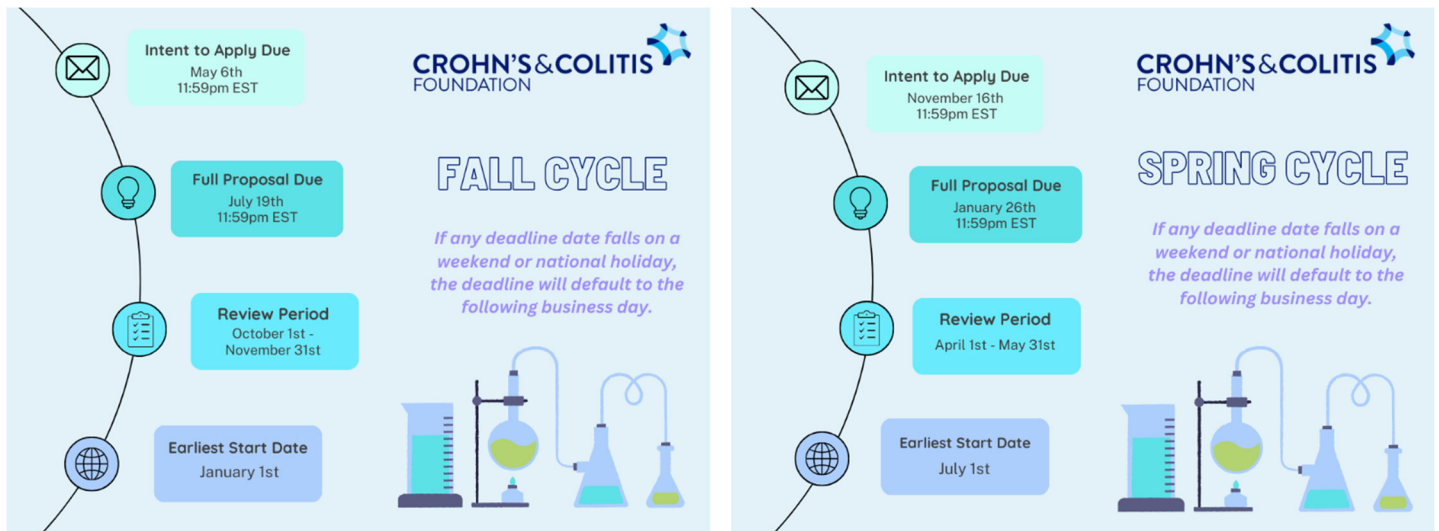 Intent to Apply Due
May 6th
11:59pm EST
CROHN'S & COLITIS
FOUNDATION
FALL CYCLE
Full Proposal Due
July 19th
11:59pm EST
If any deadline date falls on a
weekend or national holiday,
the deadline will default to the
following business day.
Review Period
October 1st -
November 31st
Earliest Start Date
January 1st
Intent to Apply Due
November 16th
11:59pm EST
CROHN'S & COLITIS
FOUNDATION
SPRING CYCLE
Full Proposal Due
January 26th
11:59pm EST
If any deadline date falls on a
weekend or national holiday,
the deadline will default to the
following business day.
Review Period
April 1st - May 31st
Earliest Start Date
July 1st